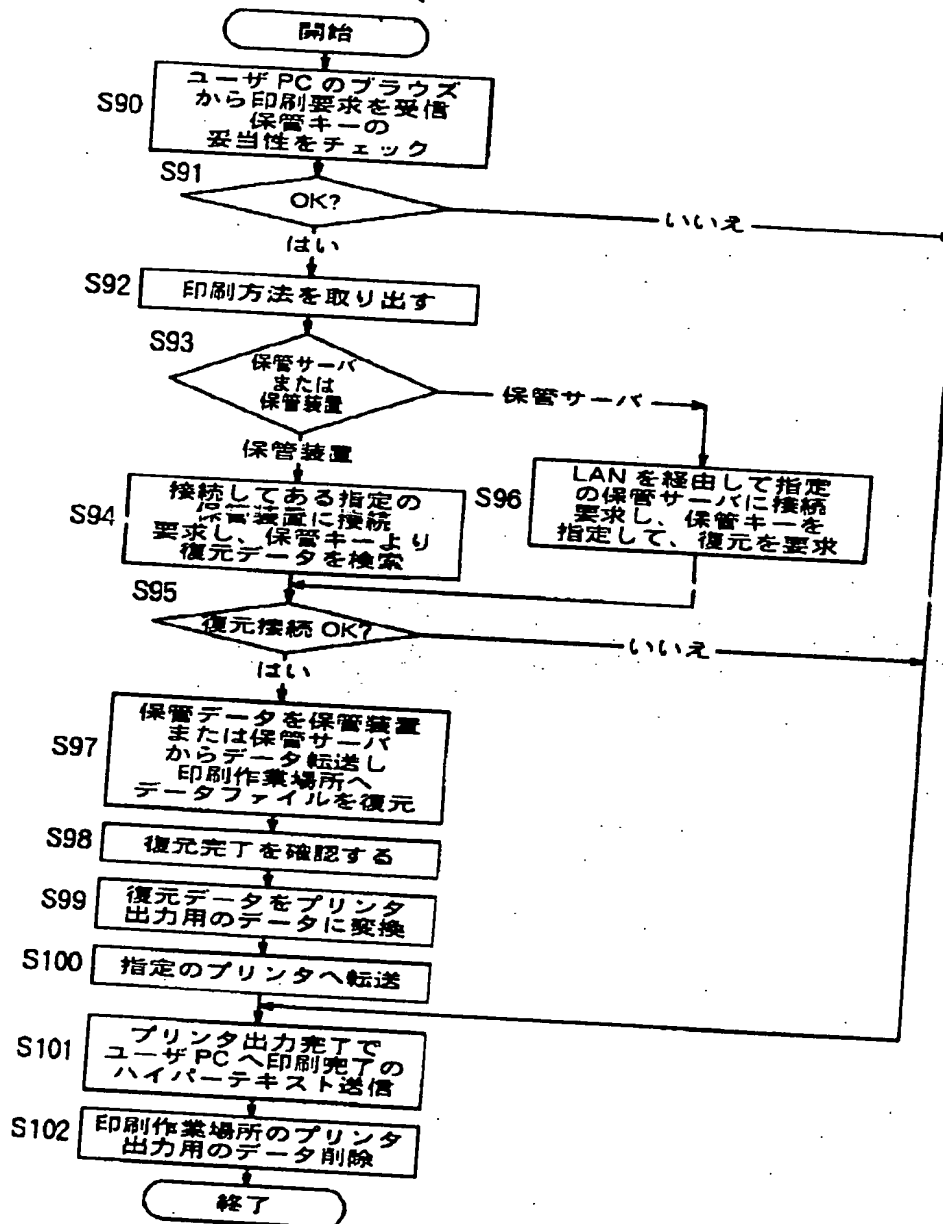 開始
S90
ユーザ PC のブラウズ
から印刷要求を受信
保管キーの
妥当性をチェック
S91
OK?
いいえ
はい
S92
印刷方法を取り出す
S93
保管サーバ
または
保管装置
保管サーバ
保管装置
S94
接続してある指定の
保管装置に接続
要求し、保管キーより
復元データを検索
S96
LAN を経由して指定
の保管サーバに接続
要求し、保管キーを
指定して、復元を要求
S95
復元接続 OK?
いいえ
はい
S97
保管データを保管装置
または保管サーバ
からデータ転送し
印刷作業場所へ
データファイルを復元
S98
復元完了を確認する
S99
復元データをプリンタ
出力用のデータに変換
S100
指定のプリンタへ転送
S101
プリンタ出力完了で
ユーザ PC へ印刷完了の
ハイパーテキスト送信
S102
印刷作業場所のプリンタ
出力用のデータ削除
終了